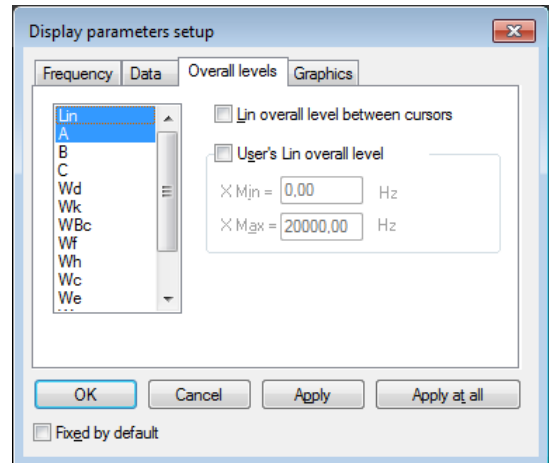 Display parameters setup
Frequency Data Overall levels Graphics
Lin
A
B
C
Wd
Wk
WBc
Wf
Wh
Wc
We
Lin overall level between cursors
User's Lin overall level
X Min = 0,00 Hz
X Max = 20000,00 Hz
OK Cancel Apply Apply at all
Fixed by default